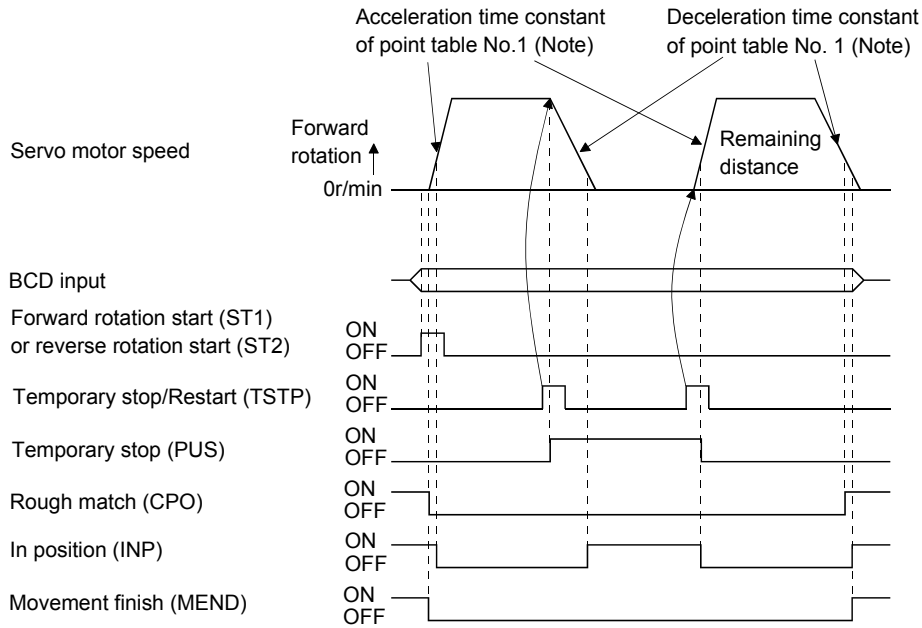 Acceleration time constant
of point table No.1 (Note)
Deceleration time constant
of point table No. 1 (Note)
Servo motor speed
Forward
rotation
0r/min
Remaining
distance
BCD input
Forward rotation start (ST1)
or reverse rotation start (ST2)
ON
OFF
Temporary stop/Restart (TSTP)
ON
OFF
Temporary stop (PUS)
ON
OFF
Rough match (CPO)
ON
OFF
In position (INP)
ON
OFF
Movement finish (MEND)
ON
OFF